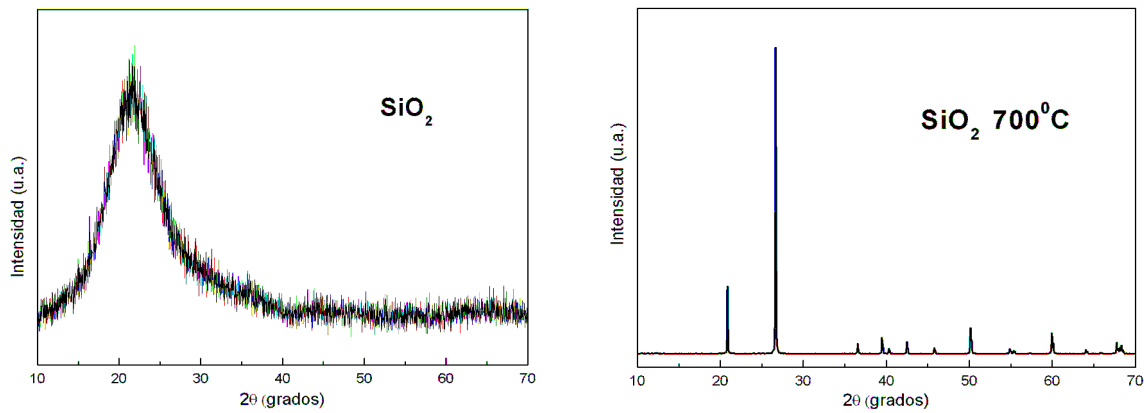 Intensidad (u.a.)
SiO₂
10 20 30 40 50 60 70
2θ (grados)
Intensidad (u.a.)
SiO₂ 700⁰C
10 20 30 40 50 60 70
2θ (grados)